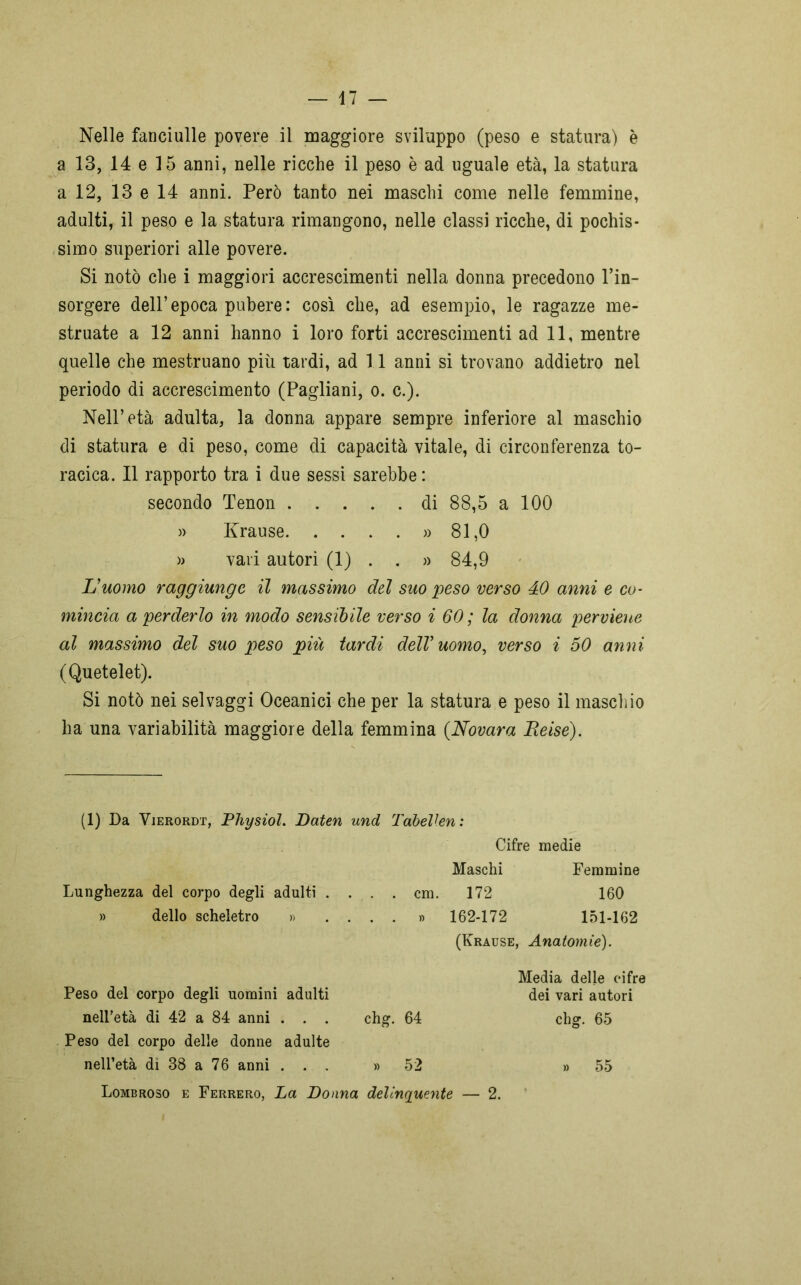 — 17 —
Nelle fanciulle povere il maggiore sviluppo (peso e statura) è
a 13, 14 e 15 anni, nelle ricche il peso è ad uguale età, la statura
a 12, 13 e 14 anni. Però tanto nei maschi come nelle femmine,
adulti, il peso e la statura rimangono, nelle classi ricche, di pochis-
simo superiori alle povere.
Si notò che i maggiori accrescimenti nella donna precedono l'in-
sorgere dell'epoca pubere: così che, ad esempio, le ragazze me-
struate a 12 anni hanno i loro forti accrescimenti ad 11, mentre
quelle che mestruano più tardi, ad 11 anni si trovano addietro nel
periodo di accrescimento (Pagliani, o. c.).
Nell'età adulta, la donna appare sempre inferiore al maschio
di statura e di peso, come di capacità vitale, di circonferenza to-
racica. Il rapporto tra i due sessi sarebbe:
secondo Tenon . . . . . di 88,5 a 100
» Krause. . . . . » 81,0
» vari autori (1) . . » 84,9
L'uomo raggiunge il massimo del suo peso verso 40 anni e co-
mincia a perderlo in modo sensibile verso i 60; la donna perviene
al massimo del suo peso più tardi dell'uomo, verso i 50 anni
(Quetelet).
Si notò nei selvaggi Oceanici che per la statura e peso il maschio
ha una variabilità maggiore della femmina (Novara Reise).
(1) Da Vierordt, Physiol. Daten und Tabellen:
Cifre medie
Maschi Femmine
Lunghezza del corpo degli adulti . . . . cm. 172 160
» dello scheletro » . . . . » 162-172 151-162
(Krause, Anatomie).
Media delle cifre
Peso del corpo degli uomini adulti dei vari autori
nell'età di 42 a 84 anni . . . chg. 64 chg. 65
Peso del corpo delle donne adulte
nell'età di 38 a 76 anni . . . » 52 » 55
Lombroso e Ferrero, La Donna delinquente — 2.